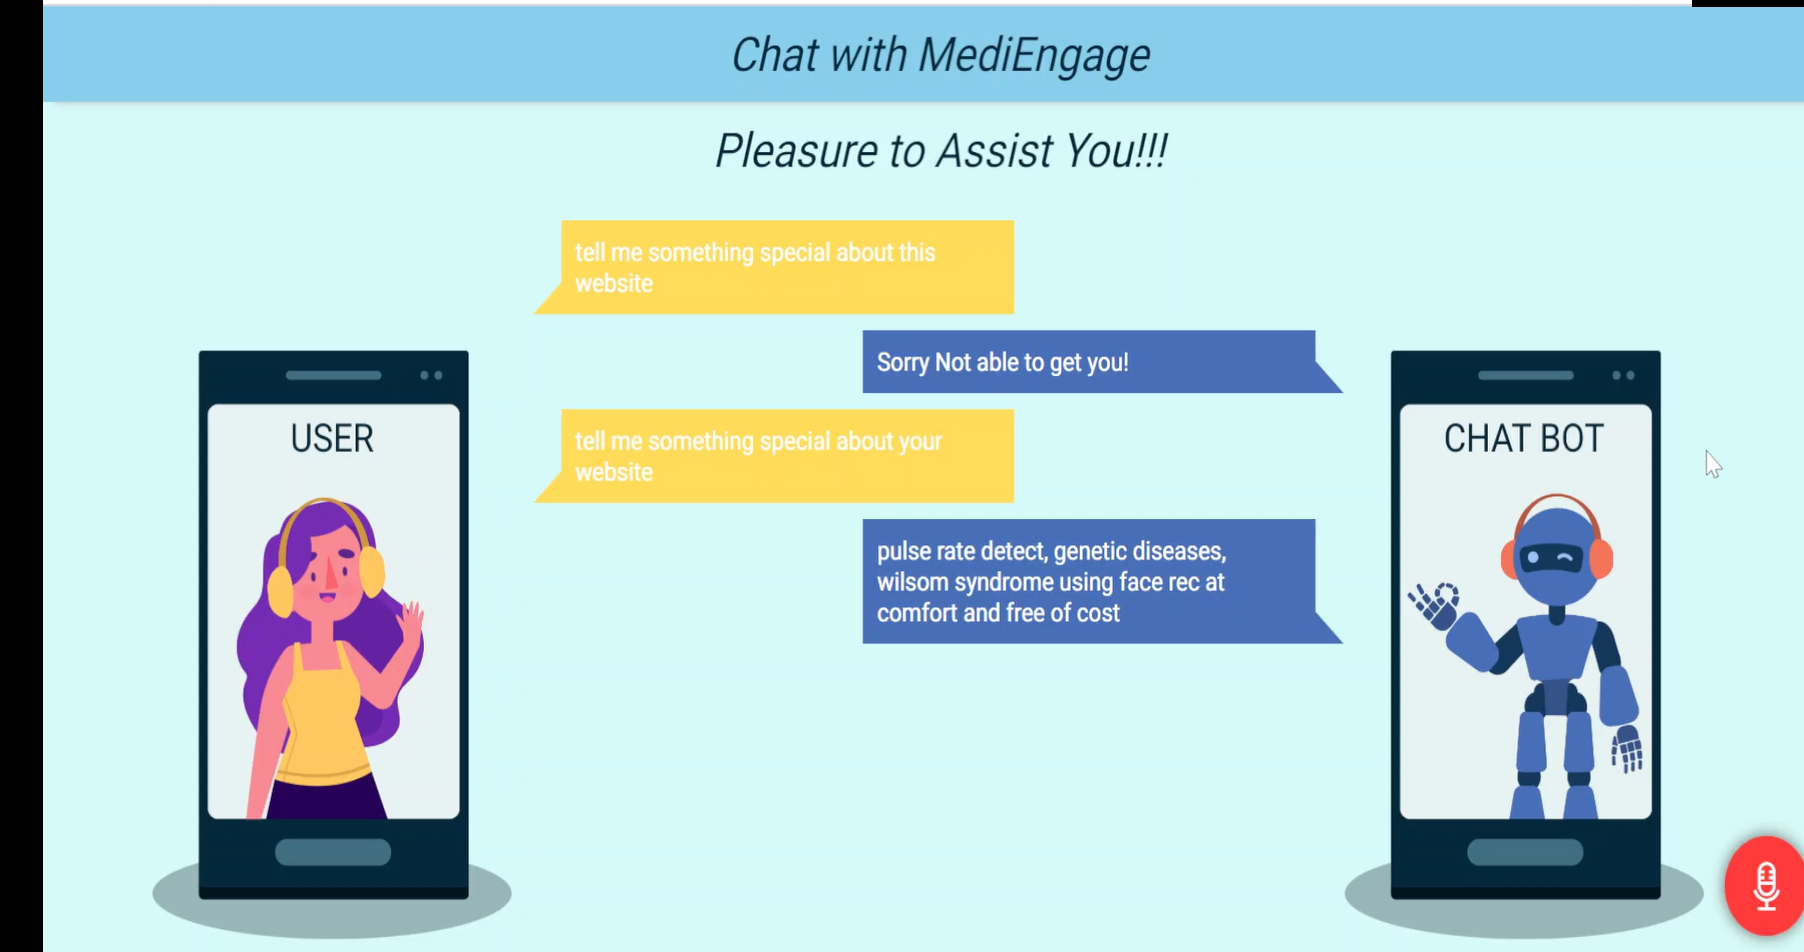 Chat with MediEngage
Pleasure to Assist You!!!
tell me something special about this
website
Sorry Not able to get you!
USER
CHAT BOT
tell me something special about your
website
pulse rate detect, genetic diseases,
wilsom syndrome using face rec at
comfort and free of cost